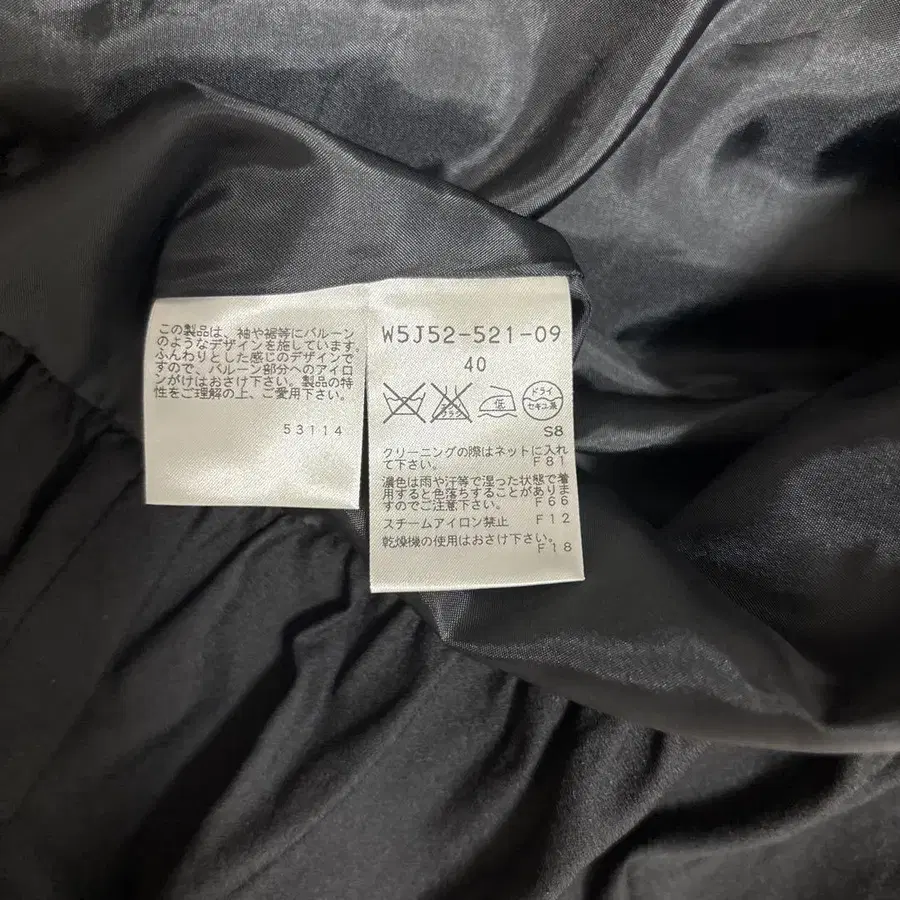 この製品は、袖や裾等にバルーン
のようなデザインを施しています。
ふんわりとした感じのデザインで
すので、バルーン部分へのアイロ
ンがけはおさけ下さい。製品の特
性をご理解の上、ご愛用下さい。
53114
W5J52-521-09
40
低
ドライ
セキユ系
S8
クリーニングの際はネットに入れ
て下さい。 F81
濃色は雨や汗等で湿った状態で着
用すると色落ちすることがありま
すのでご注意下さい。 F66
スチームアイロン禁止 F12
乾燥機の使用はおさけ下さい。
F18